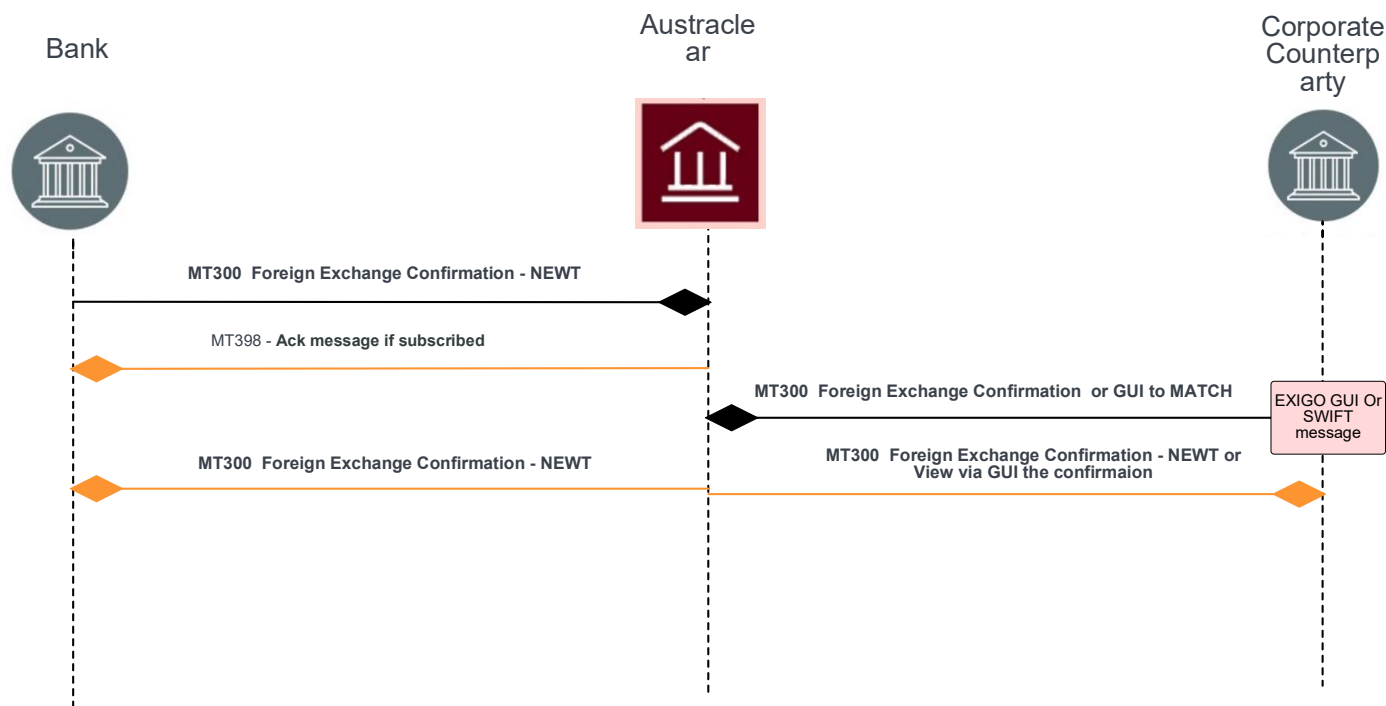 Bank
Austracle
ar
Corporate
Counterp
arty
MT300  Foreign Exchange Confirmation - NEWT
MT398 - Ack message if subscribed
MT300  Foreign Exchange Confirmation  or GUI to MATCH
EXIGO GUI Or
SWIFT
message
MT300  Foreign Exchange Confirmation - NEWT
MT300  Foreign Exchange Confirmation - NEWT or
View via GUI the confirmaion